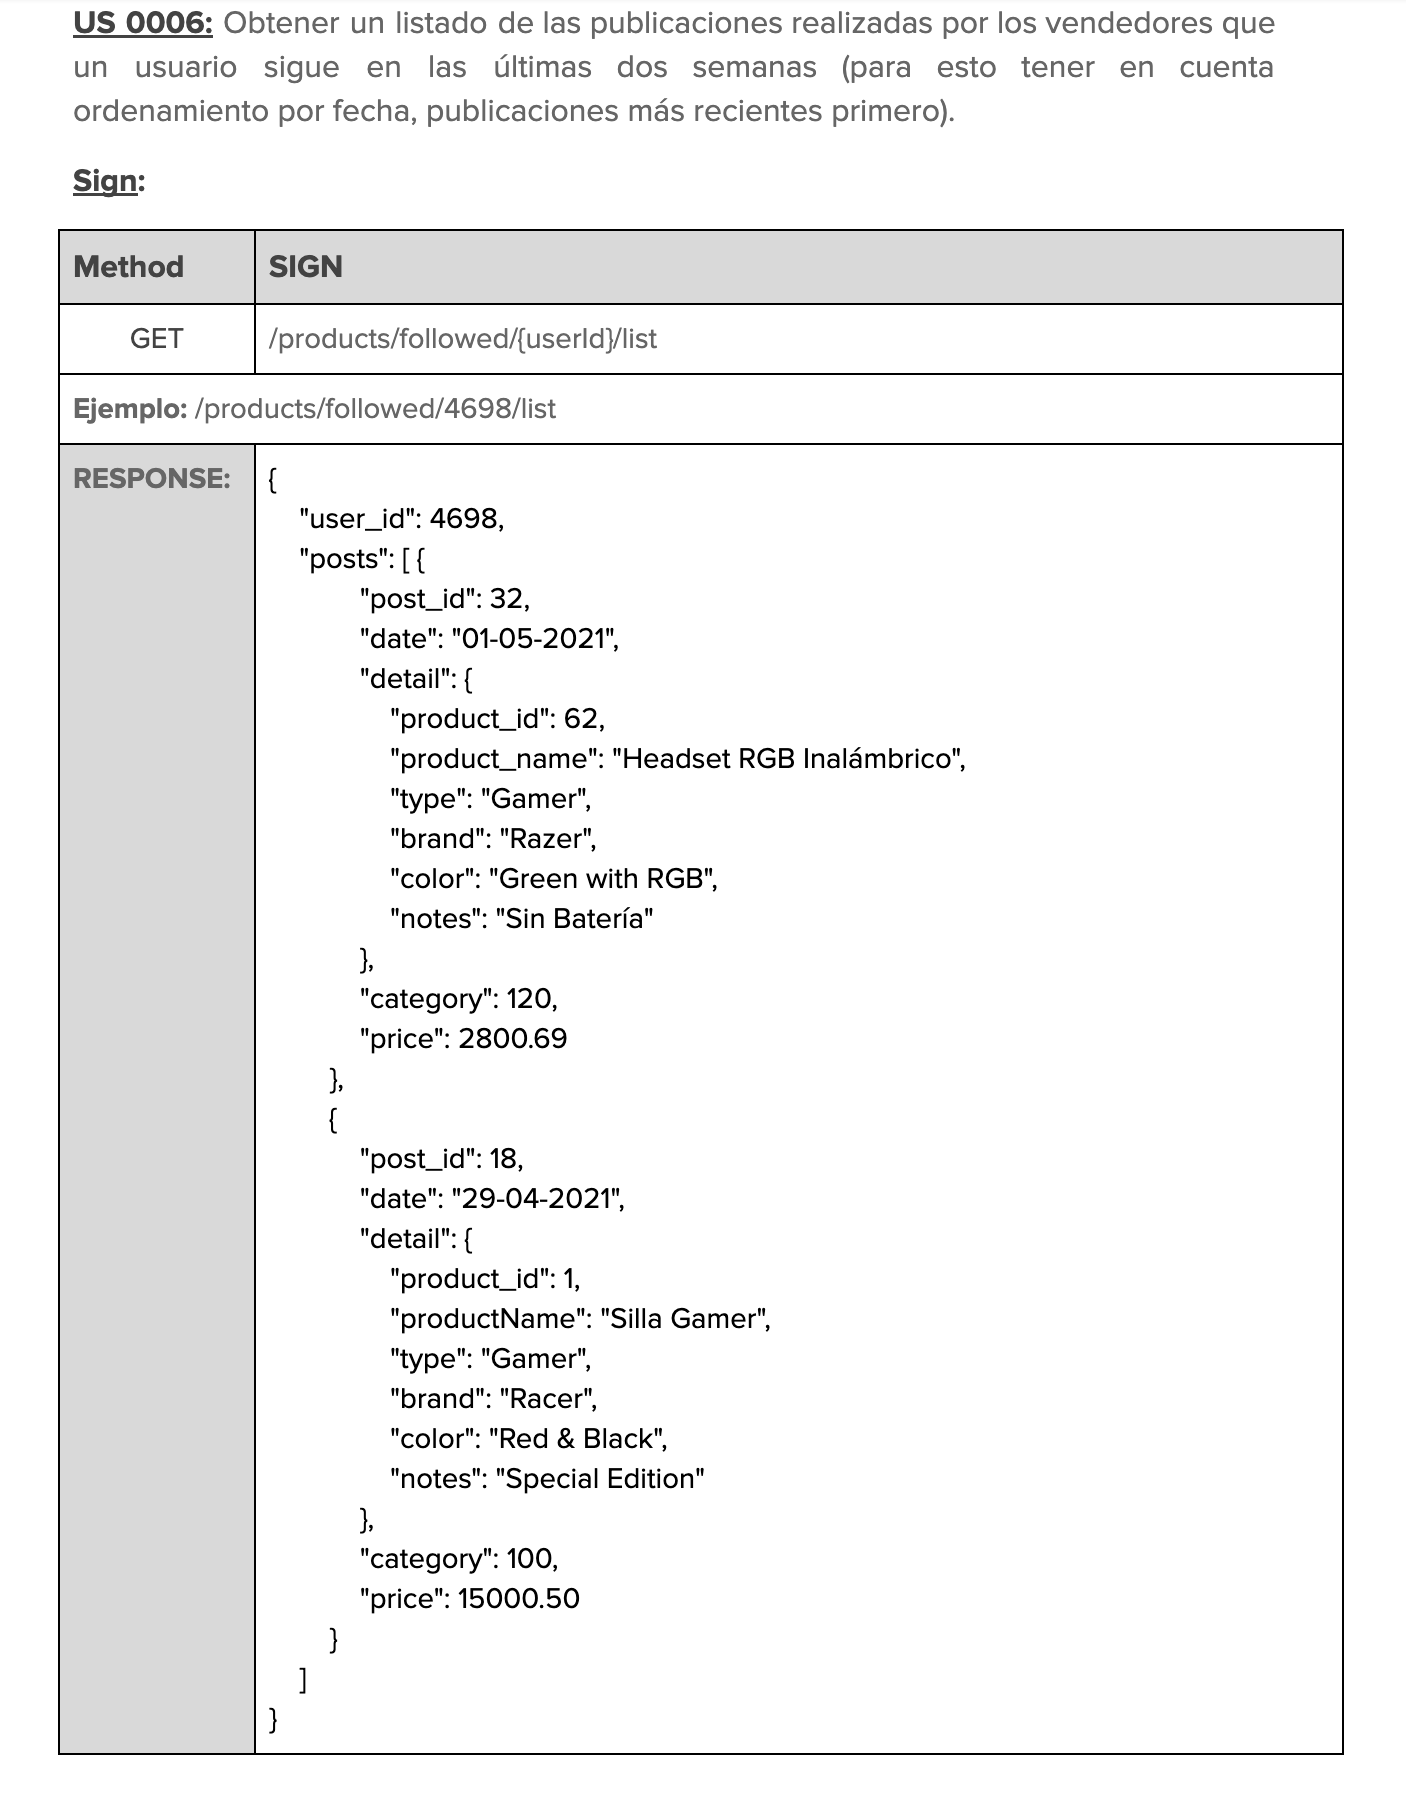 US 0006: Obtener un listado de las publicaciones realizadas por los vendedores que
un usuario sigue en las últimas dos semanas (para esto tener en cuenta
ordenamiento por fecha, publicaciones más recientes primero).
Sign:
Method SIGN
GET /products/followed/{userId}/list
Ejemplo: /products/followed/4698/list
RESPONSE: {
"user_id": 4698,
"posts": [ {
"post_id": 32,
"date": "01-05-2021",
"detail": {
"product_id": 62,
"product_name": "Headset RGB Inalámbrico",
"type": "Gamer",
"brand": "Razer",
"color": "Green with RGB",
"notes": "Sin Batería"
},
"category": 120,
"price": 2800.69
},
{
"post_id": 18,
"date": "29-04-2021",
"detail": {
"product_id": 1,
"productName": "Silla Gamer",
"type": "Gamer",
"brand": "Racer",
"color": "Red & Black",
"notes": "Special Edition"
},
"category": 100,
"price": 15000.50
}
]
}